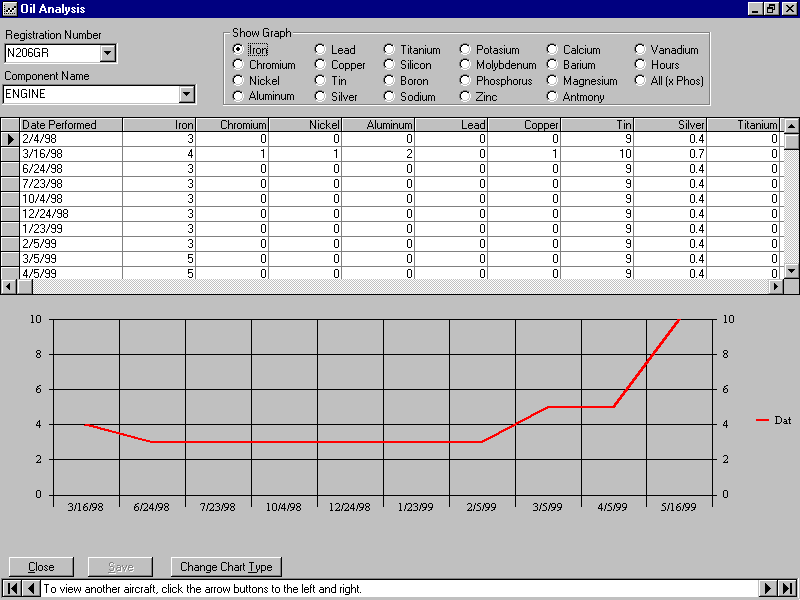 Oil Analysis
Registration Number
N206GR
Component Name
ENGINE
Show Graph
Iron Lead Titanium Potasium Calcium Vanadium
Chromium Copper Silicon Molybdenum Barium Hours
Nickel Tin Boron Phosphorus Magnesium All (x Phos)
Aluminum Silver Sodium Zinc Antmony
Date Performed Iron Chromium Nickel Aluminum Lead Copper Tin Silver Titanium
2/4/98 3 0 0 0 0 0 9 0.4 0
3/16/98 4 1 1 2 0 1 10 0.7 0
6/24/98 3 0 0 0 0 0 9 0.4 0
7/23/98 3 0 0 0 0 0 9 0.4 0
10/4/98 3 0 0 0 0 0 9 0.4 0
12/24/98 3 0 0 0 0 0 9 0.4 0
1/23/99 3 0 0 0 0 0 9 0.4 0
2/5/99 3 0 0 0 0 0 9 0.4 0
3/5/99 5 0 0 0 0 0 9 0.4 0
4/5/99 5 0 0 0 0 0 9 0.4 0
10 10
8 8
6 6
4 4
Dat
2 2
0 0
3/16/98 6/24/98 7/23/98 10/4/98 12/24/98 1/23/99 2/5/99 3/5/99 4/5/99 5/16/99
Close Save Change Chart Type
To view another aircraft, click the arrow buttons to the left and right.